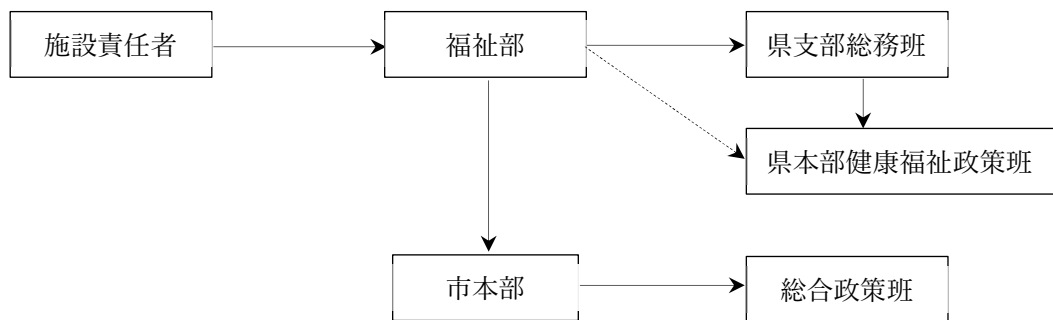 施設責任者
福祉部
県支部総務班
県本部健康福祉政策班
市本部
総合政策班